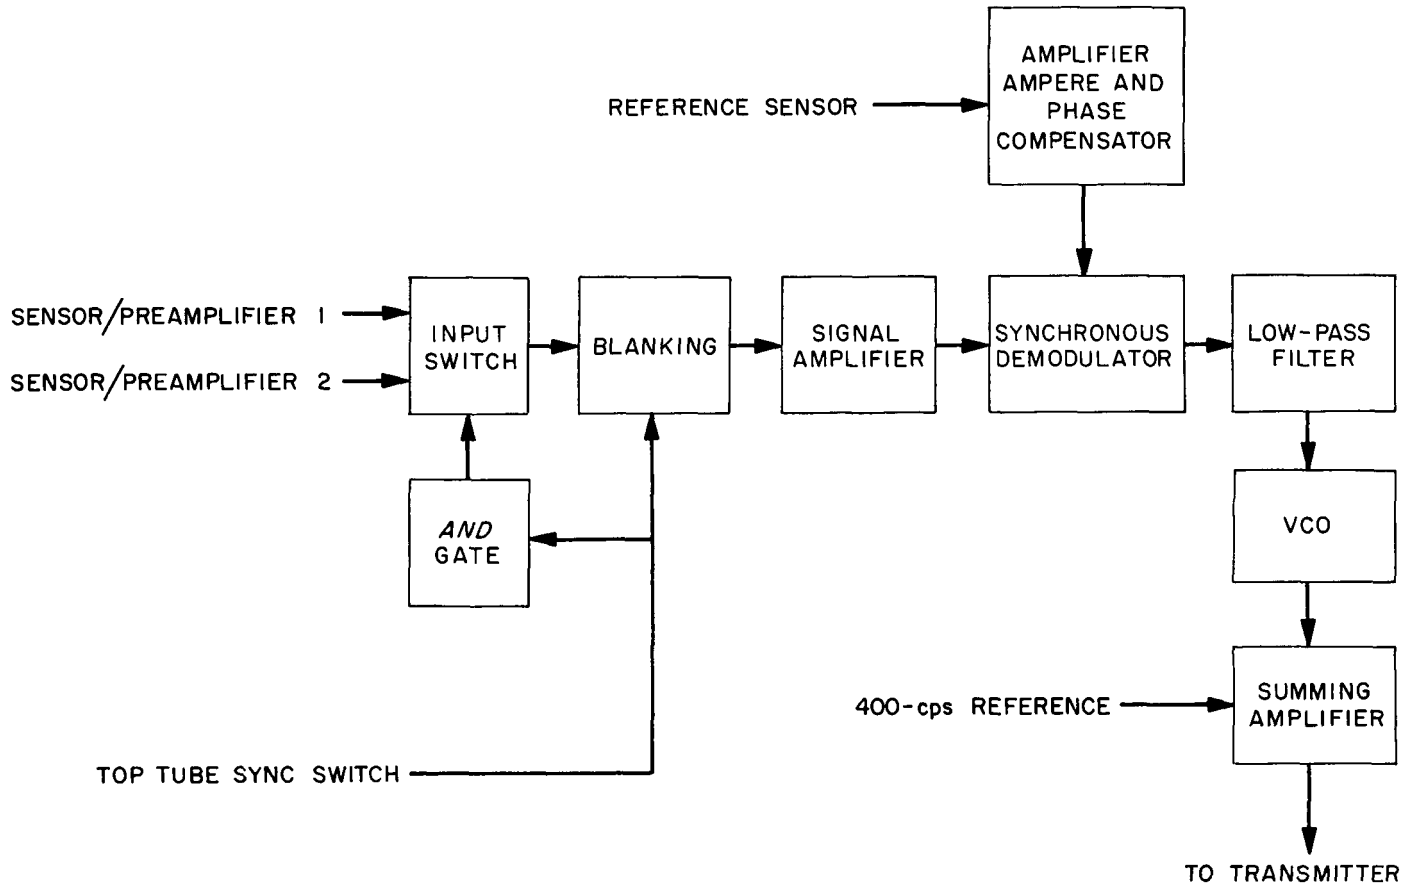 AMPLIFIER
AMPERE AND
PHASE
COMPENSATOR
REFERENCE SENSOR
SENSOR/PREAMPLIFIER 1
SENSOR/PREAMPLIFIER 2
INPUT
SWITCH
BLANKING
SIGNAL
AMPLIFIER
SYNCHRONOUS
DEMODULATOR
LOW-PASS
FILTER
AND
GATE
VCO
400-cps REFERENCE
SUMMING
AMPLIFIER
TOP TUBE SYNC SWITCH
TO TRANSMITTER